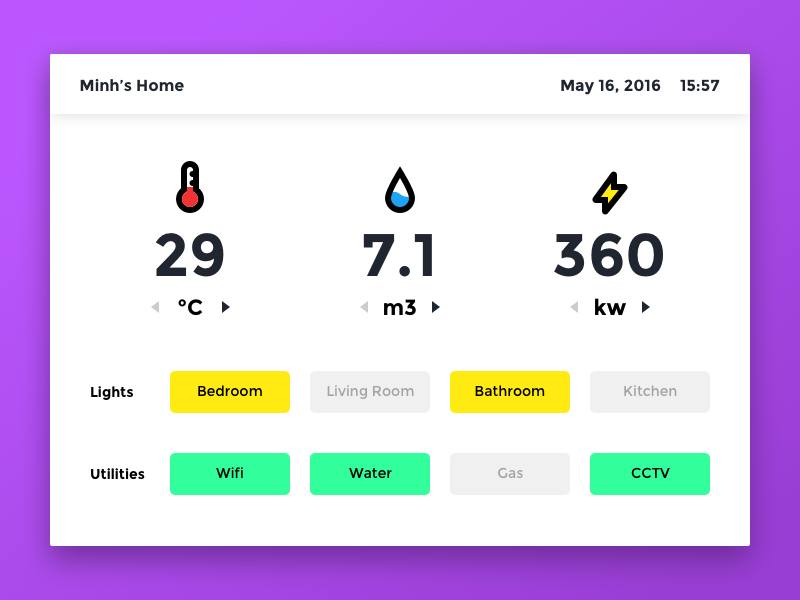 Minh's Home May 16, 2016 15:57
29 7.1 360
°C m3 kw
Lights Bedroom Living Room Bathroom Kitchen
Utilities Wifi Water Gas CCTV